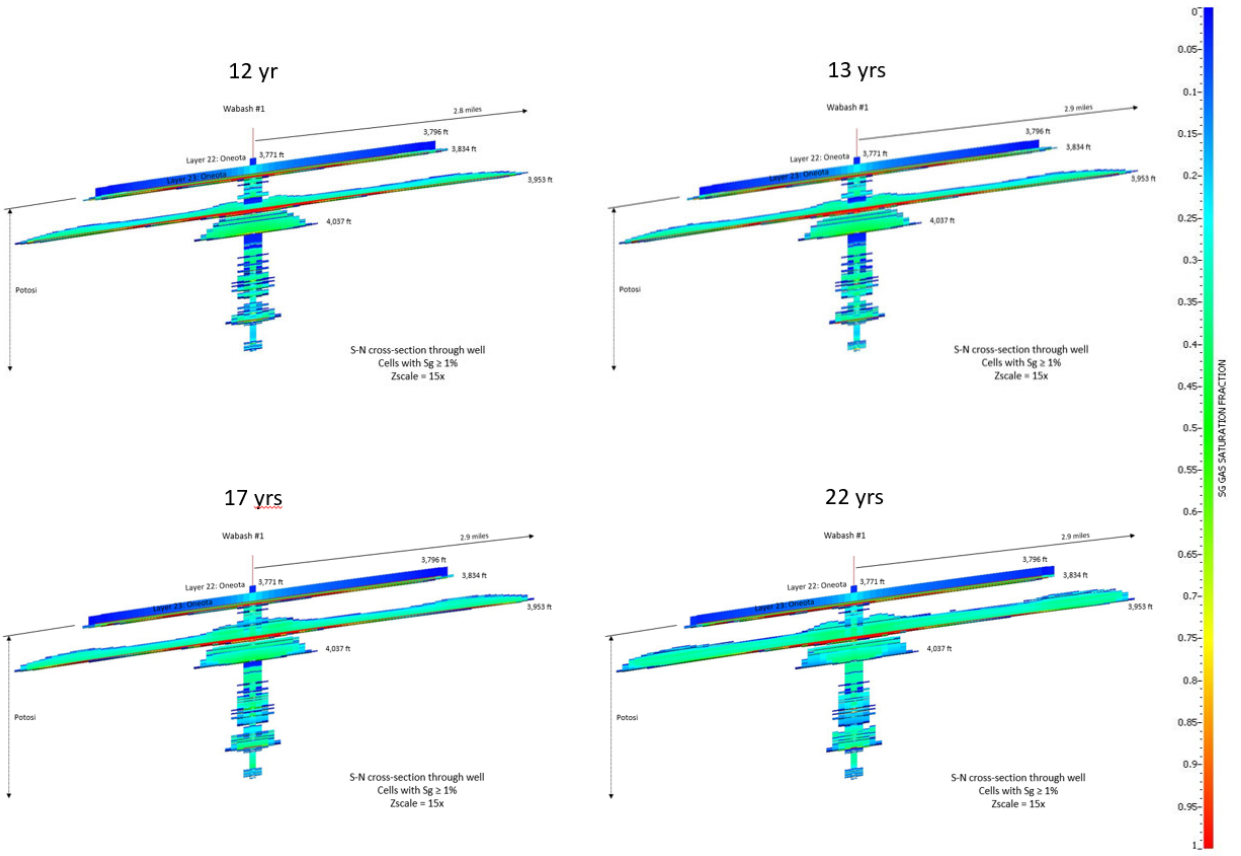 12 yr
Wabash #1
2.8 miles
3,796 ft
Layer 22: Oneota
3,771 ft
3,834 ft
Layer 23: Oneota
3,953 ft
4,037 ft
Potosi
S-N cross-section through well
Cells with Sg ≥ 1%
Zscale = 15x
13 yrs
Wabash #1
2.9 miles
3,796 ft
Layer 22: Oneota
3,771 ft
3,834 ft
Layer 23: Oneota
3,953 ft
4,037 ft
Potosi
S-N cross-section through well
Cells with Sg ≥ 1%
Zscale = 15x
17 yrs
Wabash #1
2.9 miles
3,796 ft
Layer 22: Oneota
3,771 ft
3,834 ft
Layer 23: Oneota
3,953 ft
4,037 ft
Potosi
S-N cross-section through well
Cells with Sg ≥ 1%
Zscale = 15x
22 yrs
Wabash #1
2.9 miles
3,796 ft
Layer 22: Oneota
3,771 ft
3,834 ft
Layer 23: Oneota
3,953 ft
4,037 ft
Potosi
S-N cross-section through well
Cells with Sg ≥ 1%
Zscale = 15x
0
0.05
0.1
0.15
0.2
0.25
0.3
0.35
0.4
0.45
0.5
0.55
0.6
0.65
0.7
0.75
0.8
0.85
0.9
0.95
1
SG GAS SATURATION FRACTION